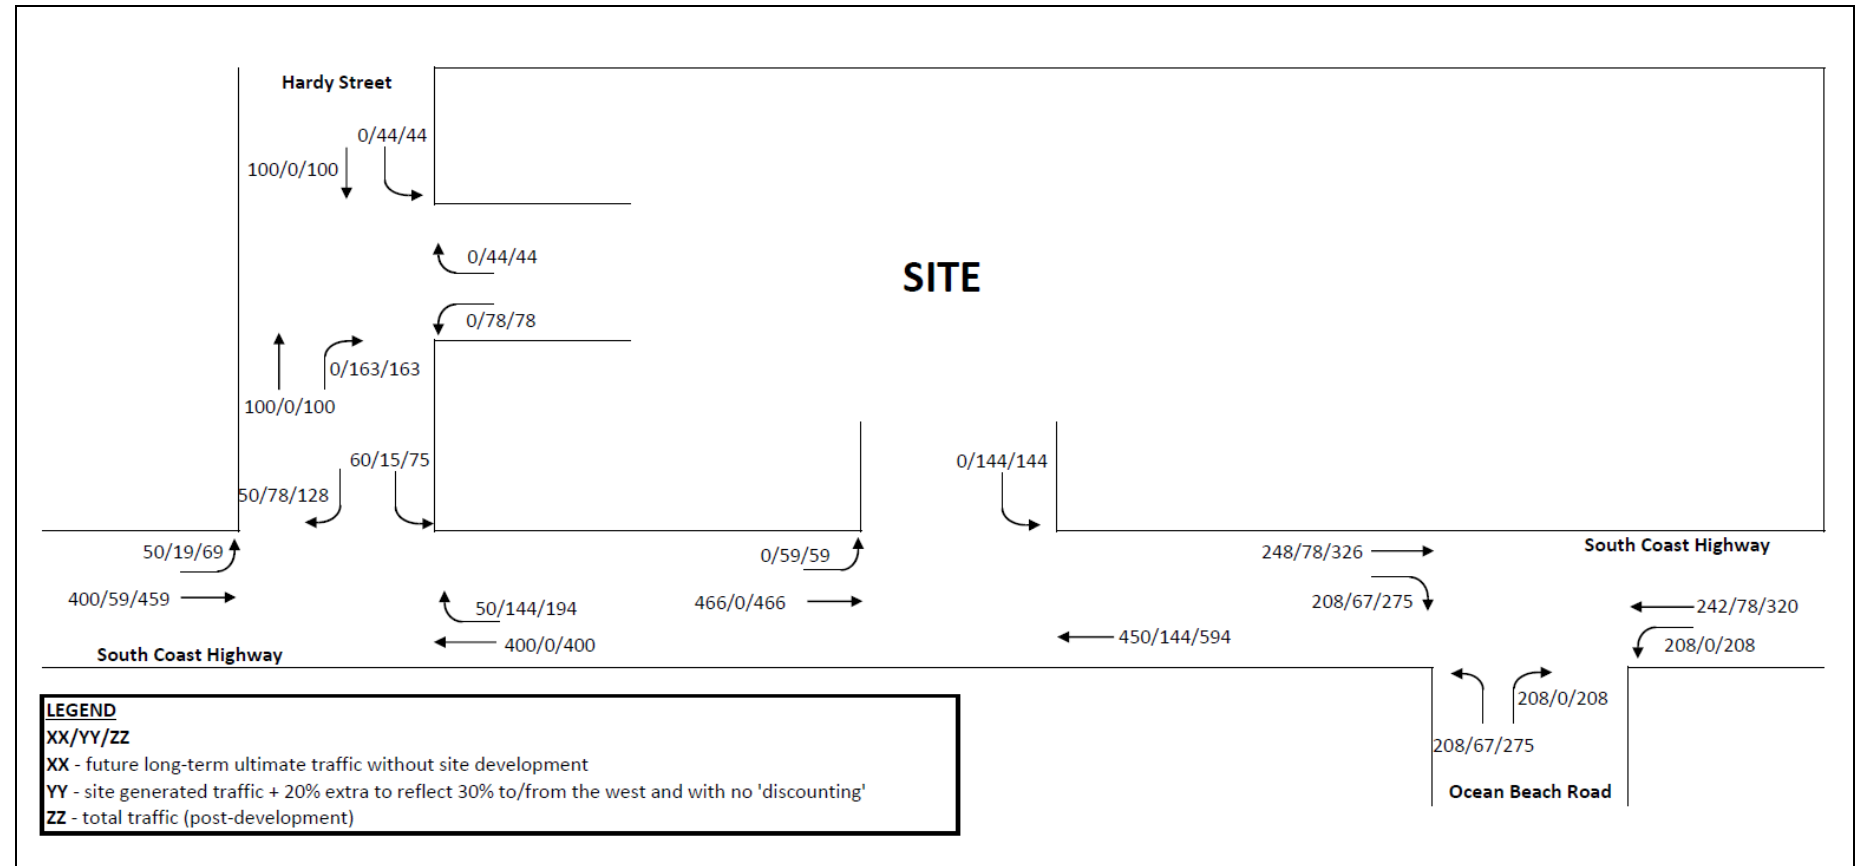 Hardy Street
0/44/44
100/0/100
0/44/44
SITE
0/78/78
0/163/163
100/0/100
60/15/75
0/144/144
50/78/128
50/19/69
0/59/59
248/78/326
South Coast Highway
400/59/459
50/144/194
466/0/466
208/67/275
242/78/320
400/0/400
450/144/594
208/0/208
South Coast Highway
208/0/208
208/67/275
Ocean Beach Road
LEGEND
XX/YY/ZZ
XX - future long-term ultimate traffic without site development
YY - site generated traffic + 20% extra to reflect 30% to/from the west and with no 'discounting'
ZZ - total traffic (post-development)